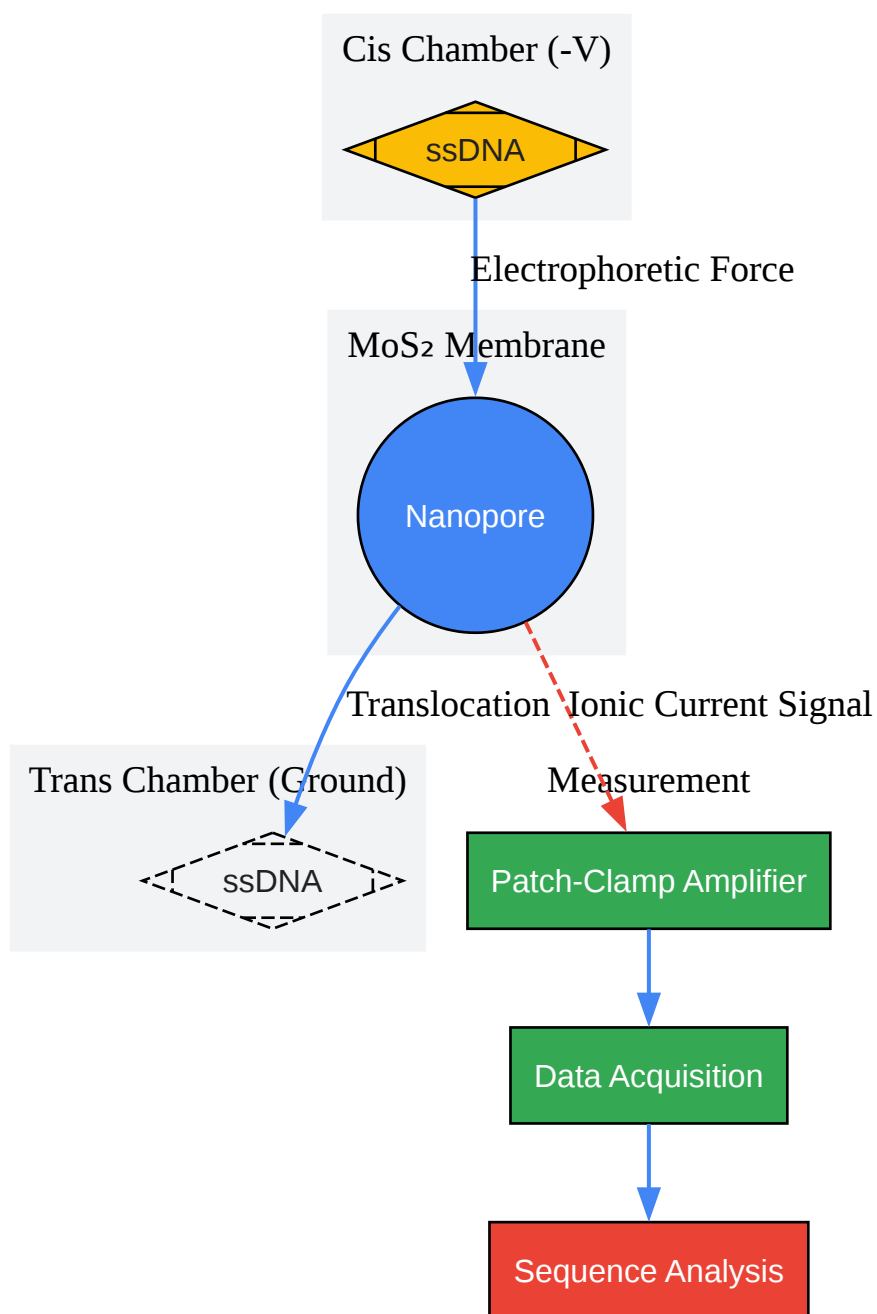 Cis Chamber (-V)
ssDNA
Electrophoretic Force
MoS₂ Membrane
Nanopore
Translocation
Ionic Current Signal
Trans Chamber (Ground)
Measurement
ssDNA
Patch-Clamp Amplifier
Data Acquisition
Sequence Analysis